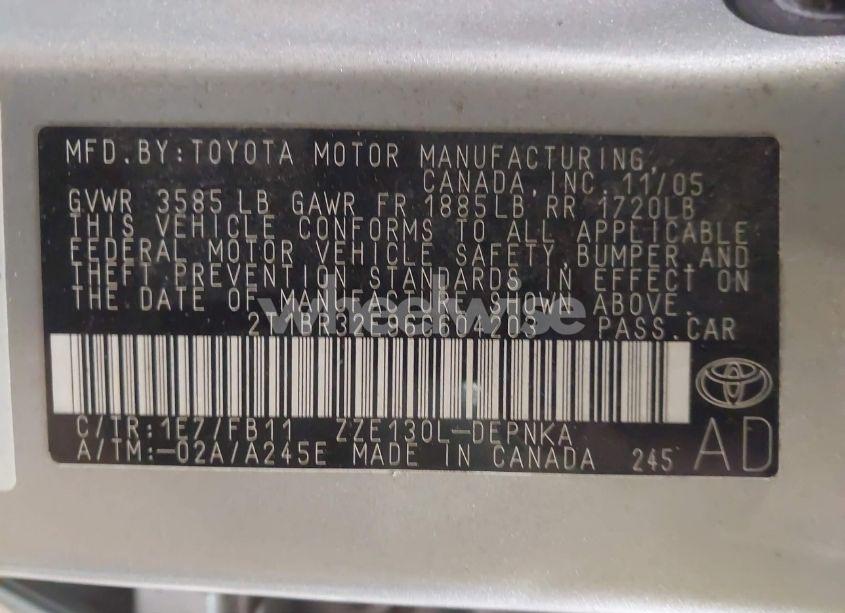 MFD.BY:TOYOTA MOTOR MANUFACTURING,
CANADA, INC. 11/05
GVWR 3585 LB GAWR FR 1885LB RR 1720LB
THIS VEHICLE CONFORMS TO ALL APPLICABLE
FEDERAL MOTOR VEHICLE SAFETY, BUMPER AND
THEFT PREVENTION STANDARDS IN EFFECT ON
THE DATE OF MANUFACTURE SHOWN ABOVE.
wheelwise
PASS.CAR
C/TR:1E7/FB11 ZZE130L-DEPNKA
A/TM:-02A/A245E MADE IN CANADA 245
AD